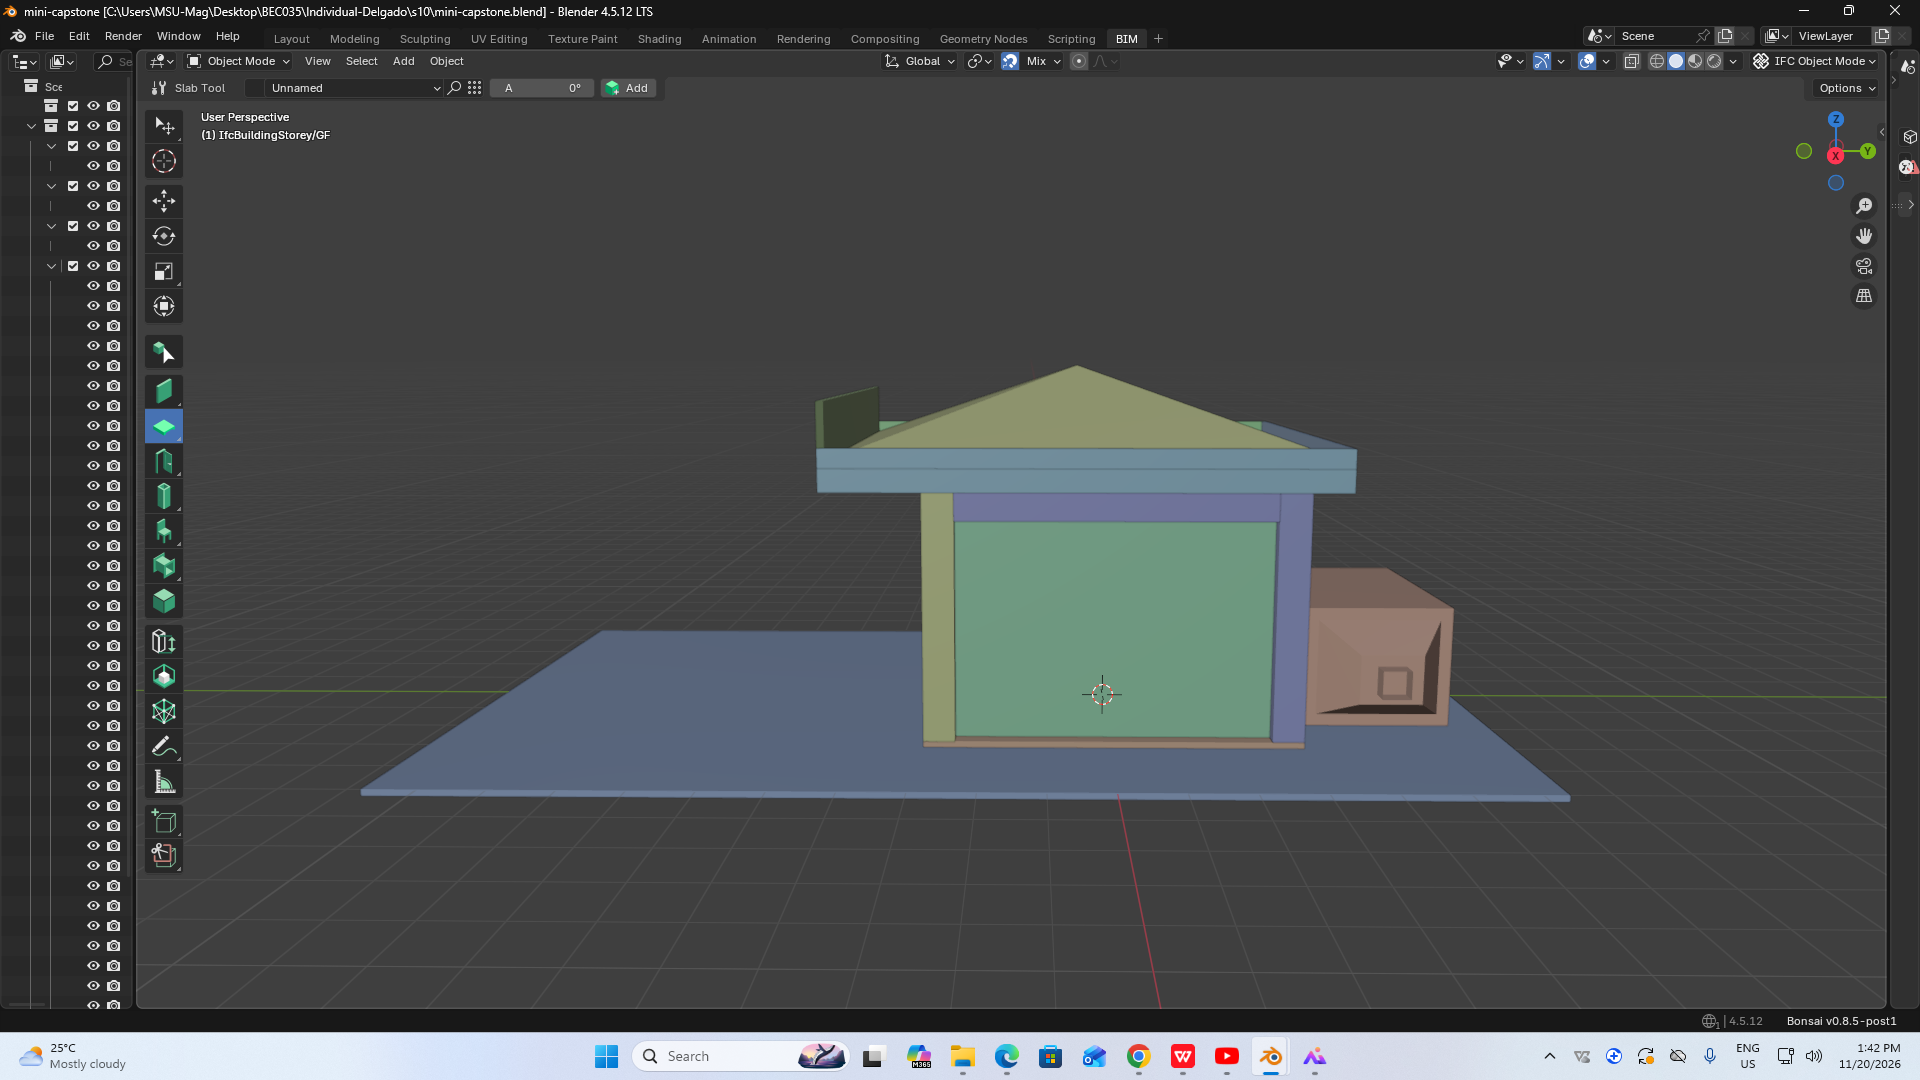 mini-capstone [C:\Users\MSU-Mag\Desktop\BEC035\Individual-Delgado\s10\mini-capstone.blend] - Blender 4.5.12 LTS
File Edit Render Window Help
Layout Modeling Sculpting UV Editing Texture Paint Shading Animation Rendering Compositing Geometry Nodes Scripting BIM
Scene
ViewLayer
Se
Object Mode View Select Add Object
Global
Mix
IFC Object Mode
Sce
Slab Tool
Unnamed
A 0°
Add
Options
User Perspective
(1) IfcBuildingStorey/GF
Z
Y
X
4.5.12
Bonsai v0.8.5-post1
25°C
Mostly cloudy
Search
M365
ENG
US
1:42 PM
11/20/2026